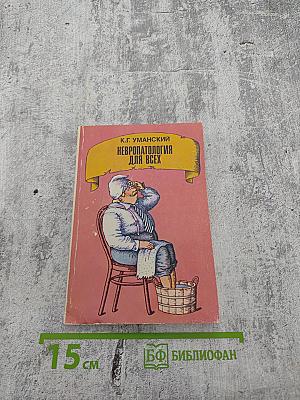 К.Г. УМАНСКИЙ
НЕВРОПАТОЛОГИЯ
ДЛЯ ВСЕХ
15 см
БФ БИБЛИОФАН